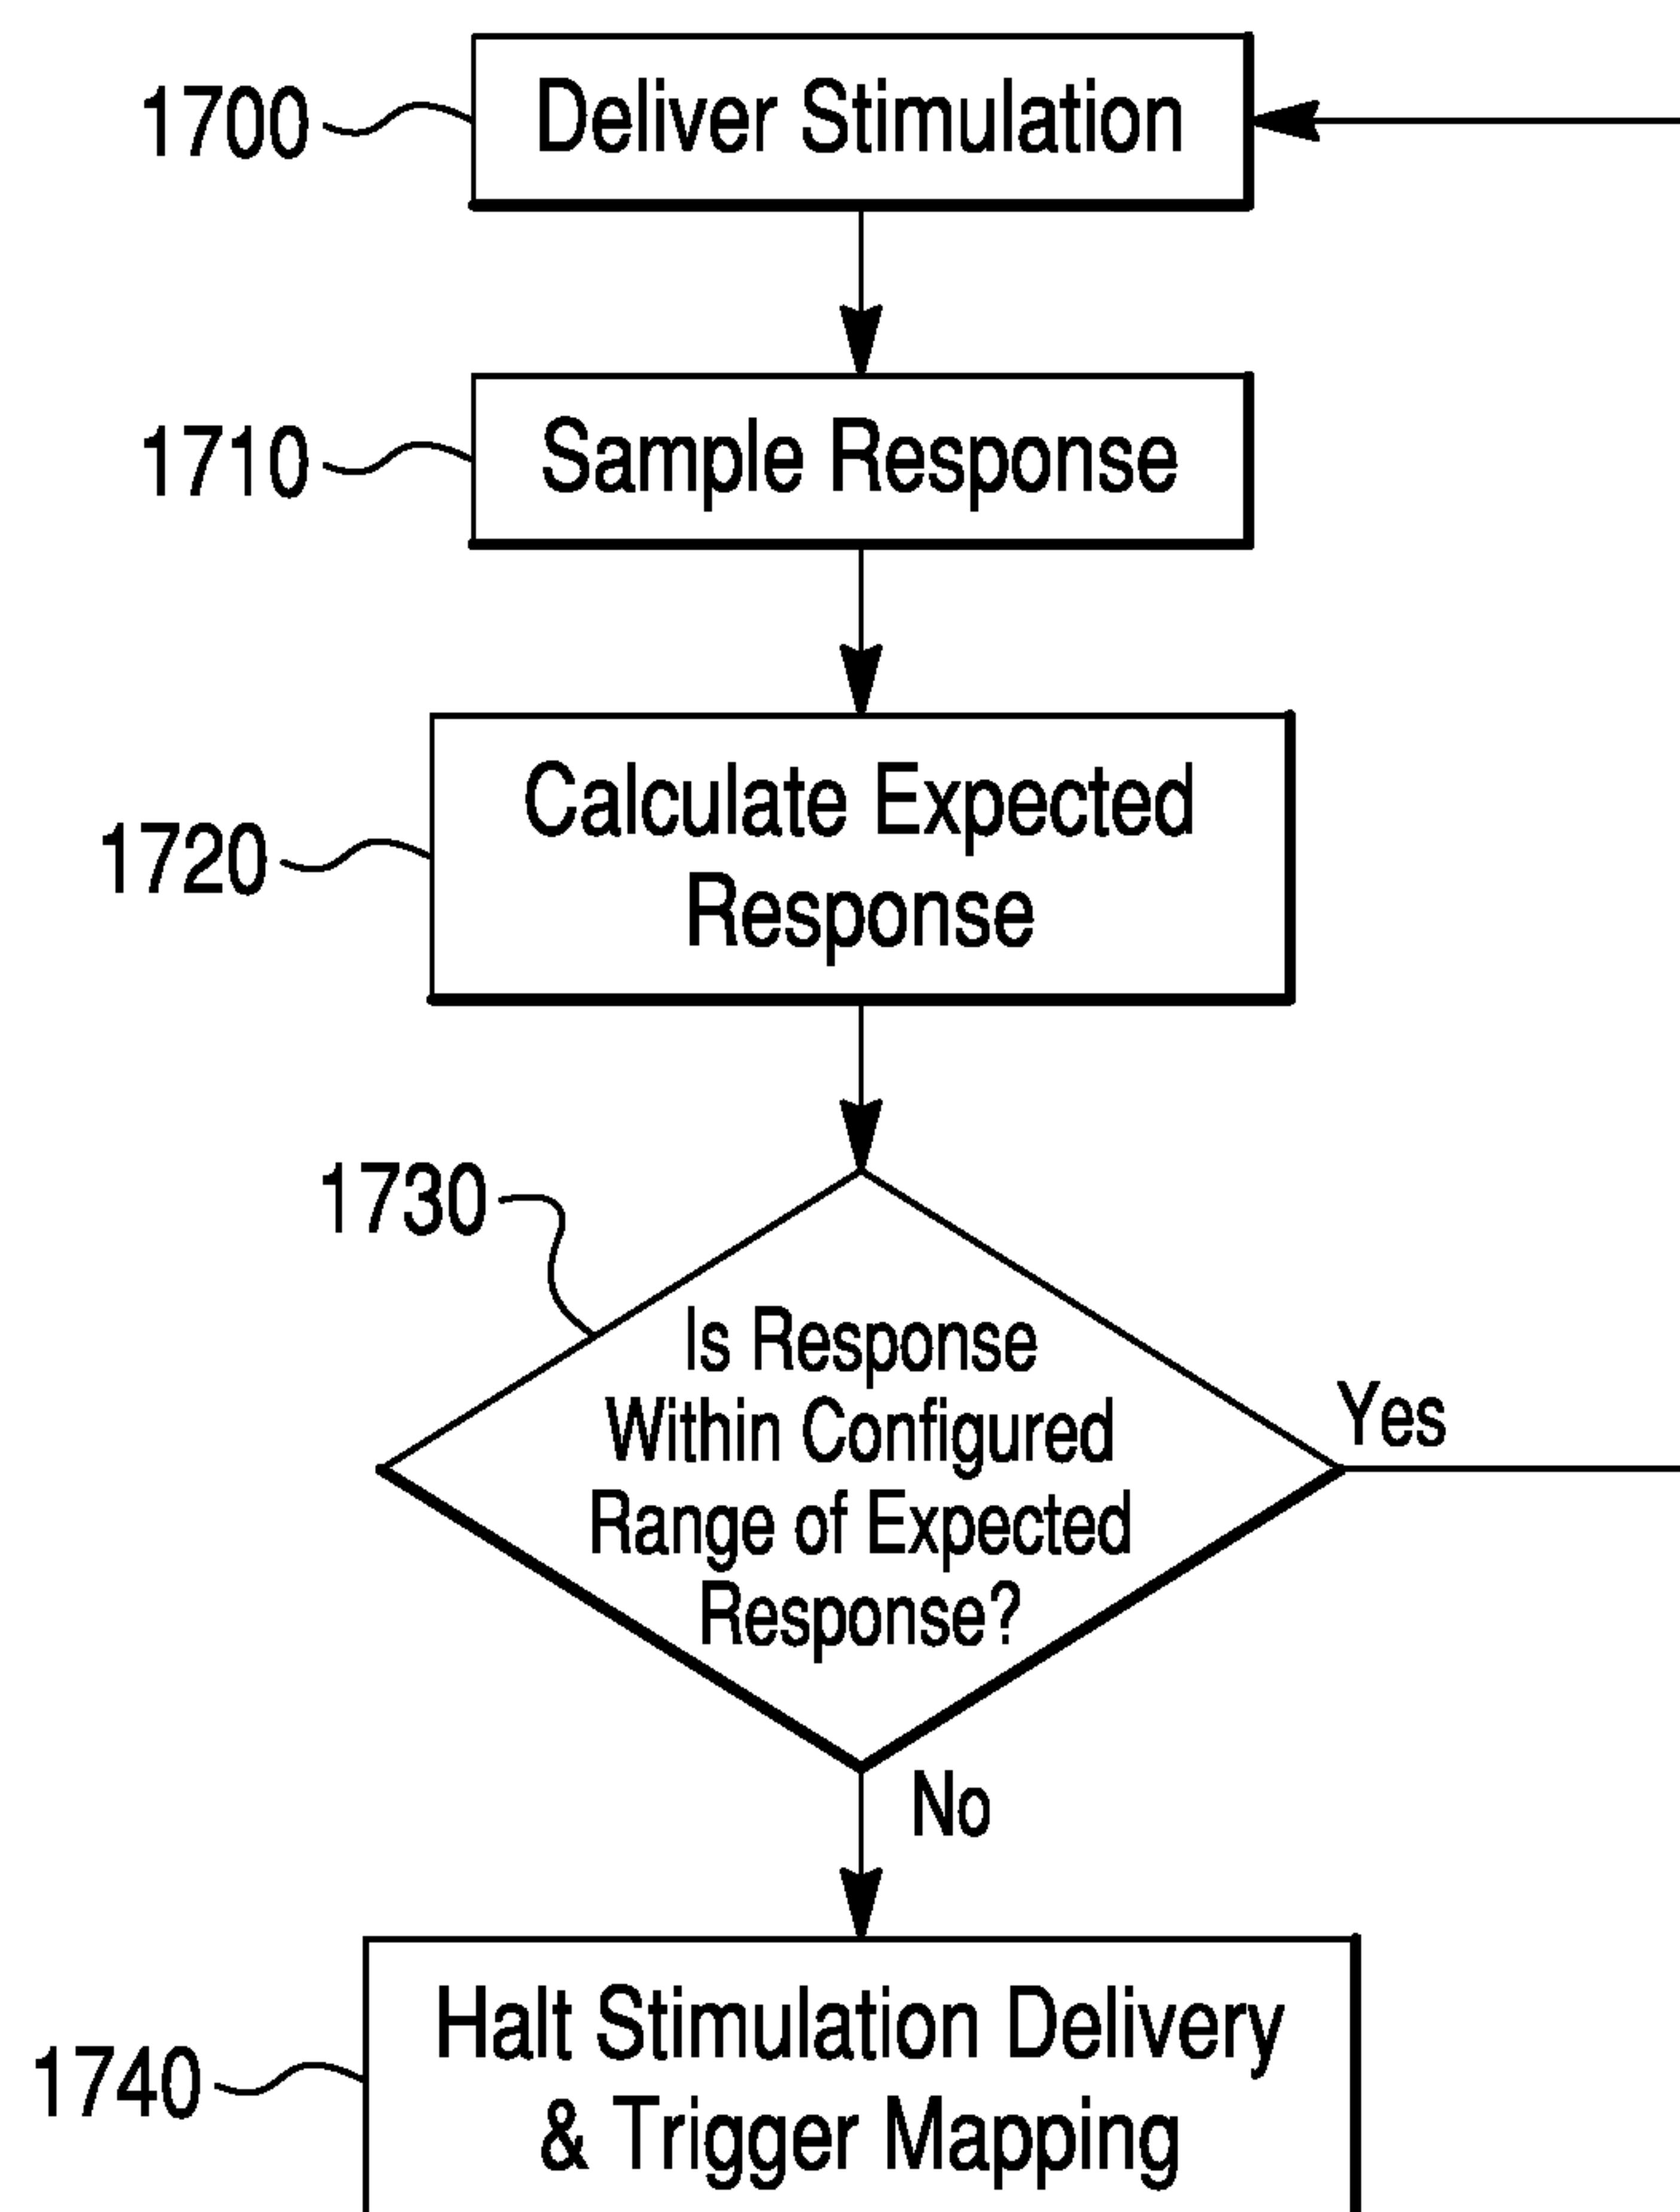 1700
Deliver Stimulation
1710
Sample Response
1720
Calculate Expected
Response
1730
Is Response
Within Configured
Range of Expected
Response?
Yes
No
1740
Halt Stimulation Delivery
& Trigger Mapping